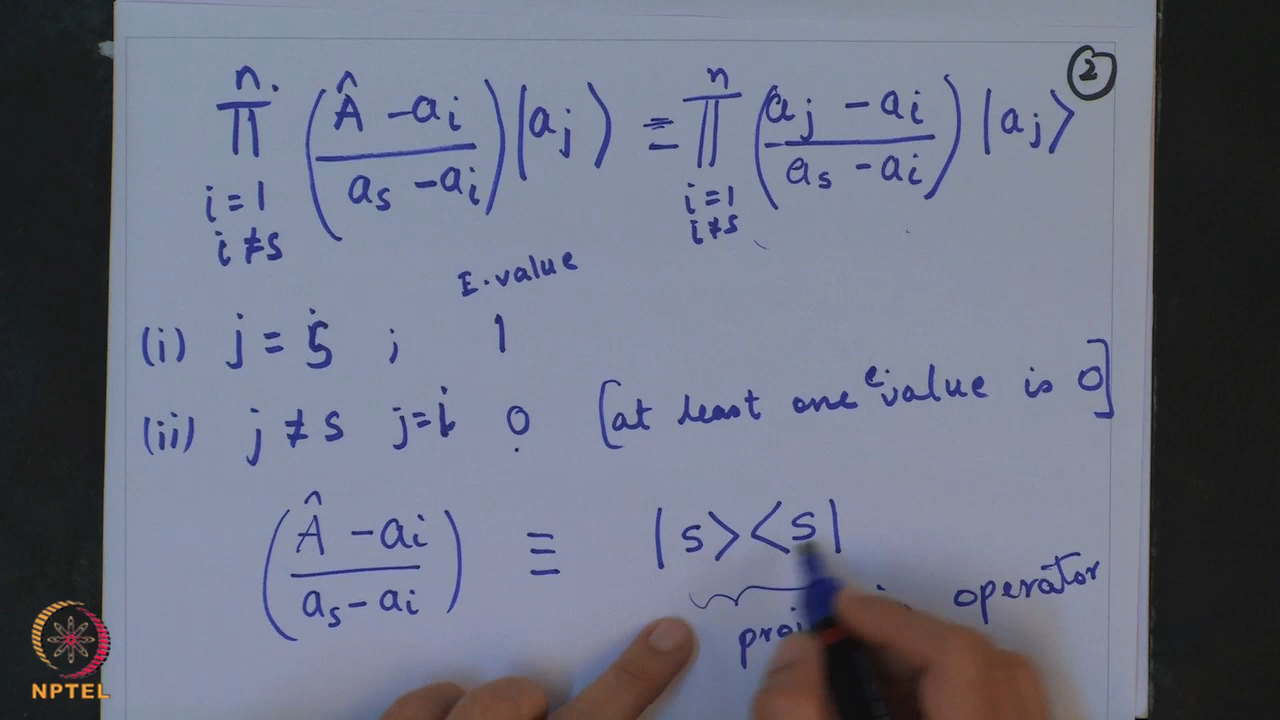 ②
n. ∏ i=1 i≠s ( (Â - aᵢ) / (aₛ - aᵢ) ) |aⱼ⟩ = n ∏ i=1 i≠s ( (aⱼ - aᵢ) / (aₛ - aᵢ) ) |aⱼ⟩
E.value
(i) j = s ; 1
(ii) j ≠ s j=i 0 [at least one e.value is 0]
( (Â - aᵢ) / (aₛ - aᵢ) ) ≡ |s⟩⟨s|
operator
NPTEL